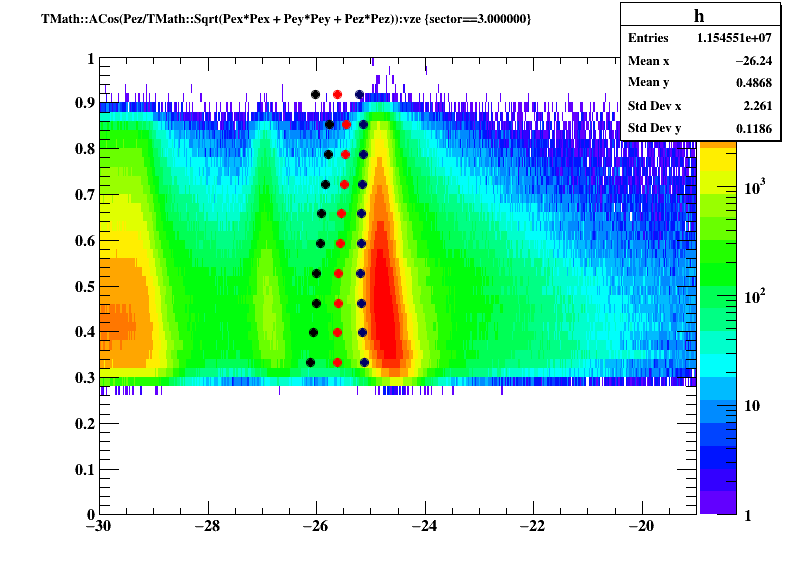 TMath::ACos(Pez/TMath::Sqrt(Pex*Pex + Pey*Pey + Pez*Pez)):vze {sector==3.000000}
h
Entries 1.154551e+07
Mean x −26.24
Mean y 0.4868
Std Dev x 2.261
Std Dev y 0.1186
1
0.9
0.8
0.7
0.6
0.5
0.4
0.3
0.2
0.1
0
−30 −28 −26 −24 −22 −20
10³
10²
10
1